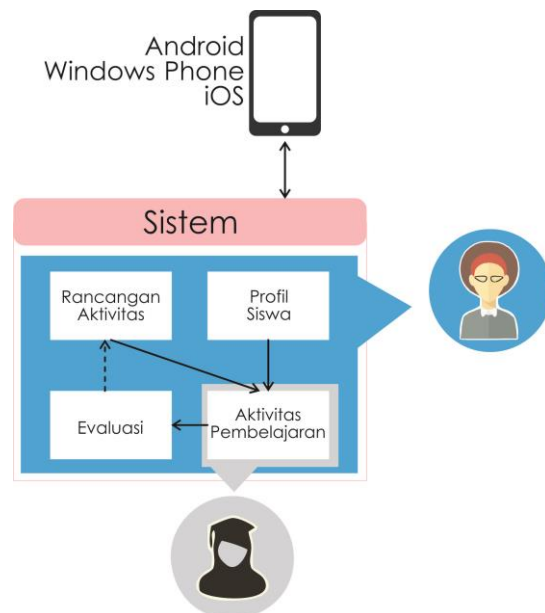 Android
Windows Phone
iOS
Sistem
Rancangan
Aktivitas
Profil
Siswa
Evaluasi
Aktivitas
Pembelajaran